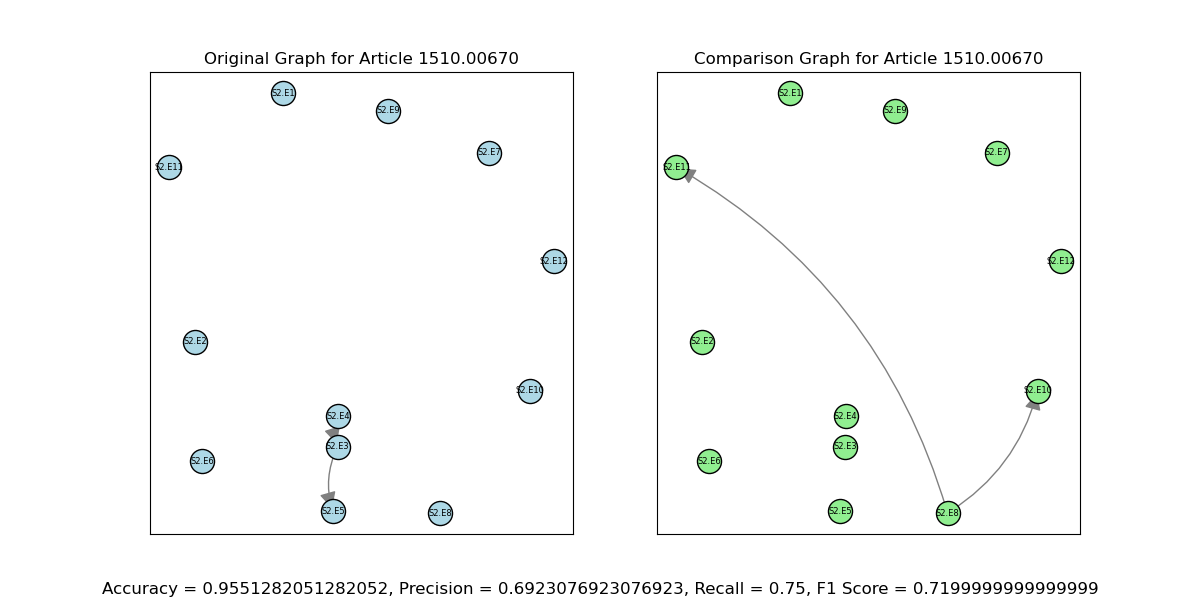 Original Graph for Article 1510.00670
Comparison Graph for Article 1510.00670
S2.E1
S2.E9
S2.E7
S2.E11
S2.E12
S2.E2
S2.E10
S2.E4
S2.E3
S2.E6
S2.E5
S2.E8
S2.E1
S2.E9
S2.E7
S2.E11
S2.E12
S2.E2
S2.E10
S2.E4
S2.E3
S2.E6
S2.E5
S2.E8
Accuracy = 0.9551282051282052, Precision = 0.6923076923076923, Recall = 0.75, F1 Score = 0.7199999999999999